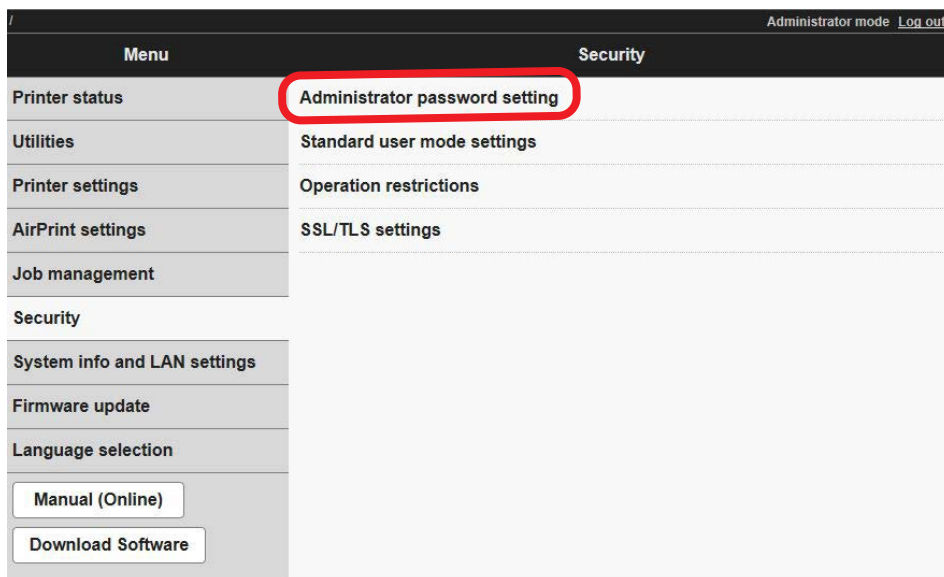 /
Administrator mode Log out
Menu
Security
Printer status
Utilities
Printer settings
AirPrint settings
Job management
Security
System info and LAN settings
Firmware update
Language selection
Manual (Online)
Download Software
Administrator password setting
Standard user mode settings
Operation restrictions
SSL/TLS settings